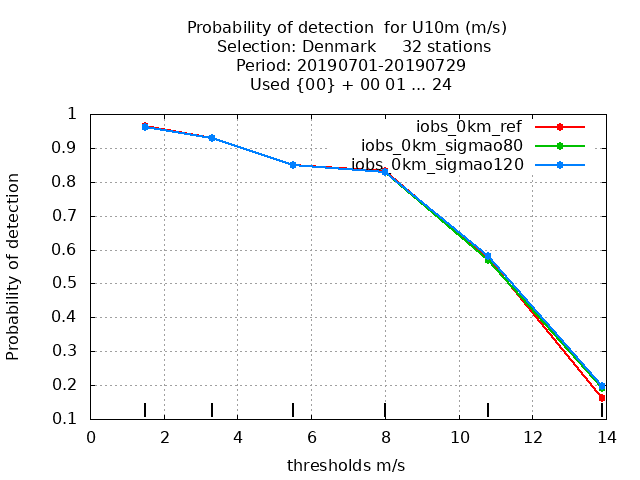 Probability of detection  for U10m (m/s)
Selection: Denmark     32 stations
Period: 20190701-20190729
Used {00} + 00 01 ... 24
iobs_0km_ref
iobs_0km_sigmao80
iobs_0km_sigmao120
Probability of detection
1
0.9
0.8
0.7
0.6
0.5
0.4
0.3
0.2
0.1
0 2 4 6 8 10 12 14
thresholds m/s